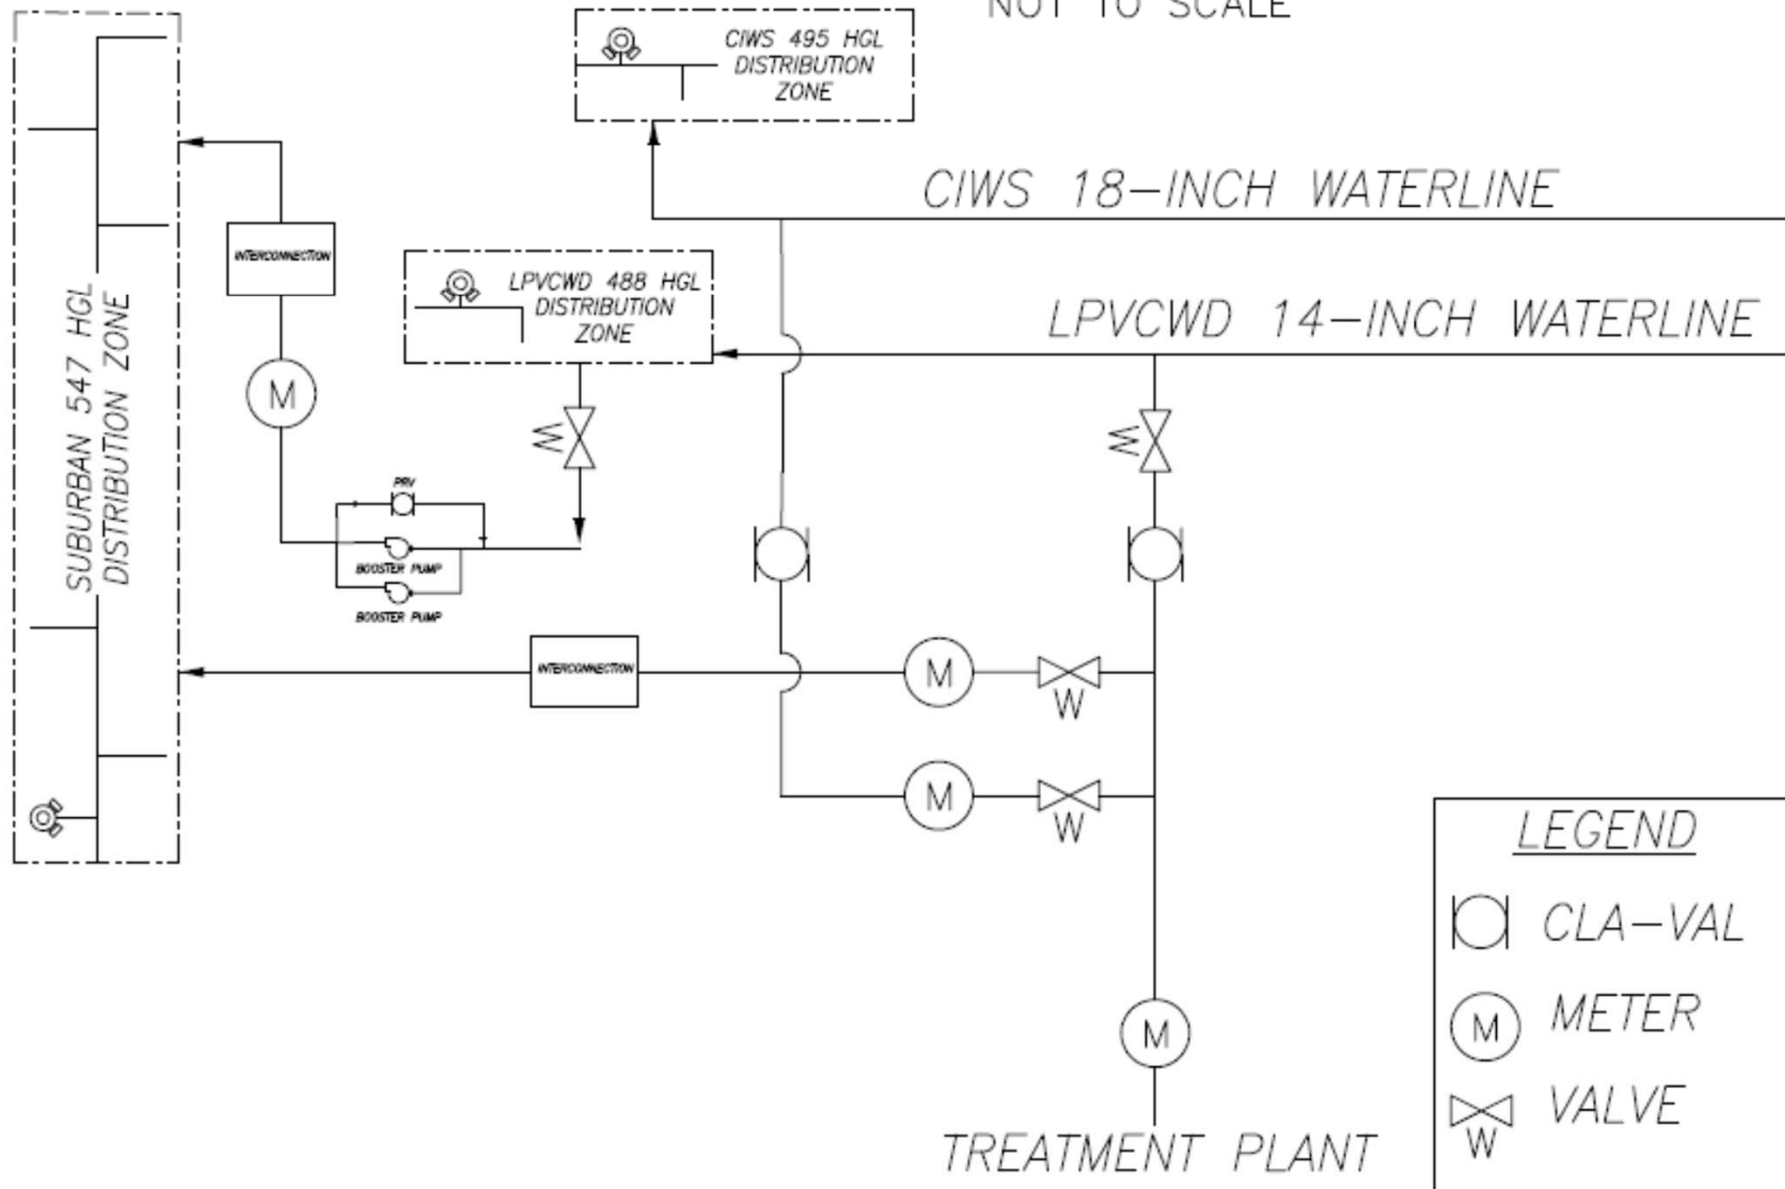 NOT TO SCALE
CIWS 495 HGL
DISTRIBUTION
ZONE
CIWS 18-INCH WATERLINE
INTERCONNECTION
LPVCWD 488 HGL
DISTRIBUTION
ZONE
LPVCWD 14-INCH WATERLINE
SUBURBAN 547 HGL
DISTRIBUTION ZONE
M
W
W
PRV
BOOSTER PUMP
BOOSTER PUMP
INTERCONNECTION
M
W
M
W
M
TREATMENT PLANT
LEGEND
CLA-VAL
M METER
W VALVE